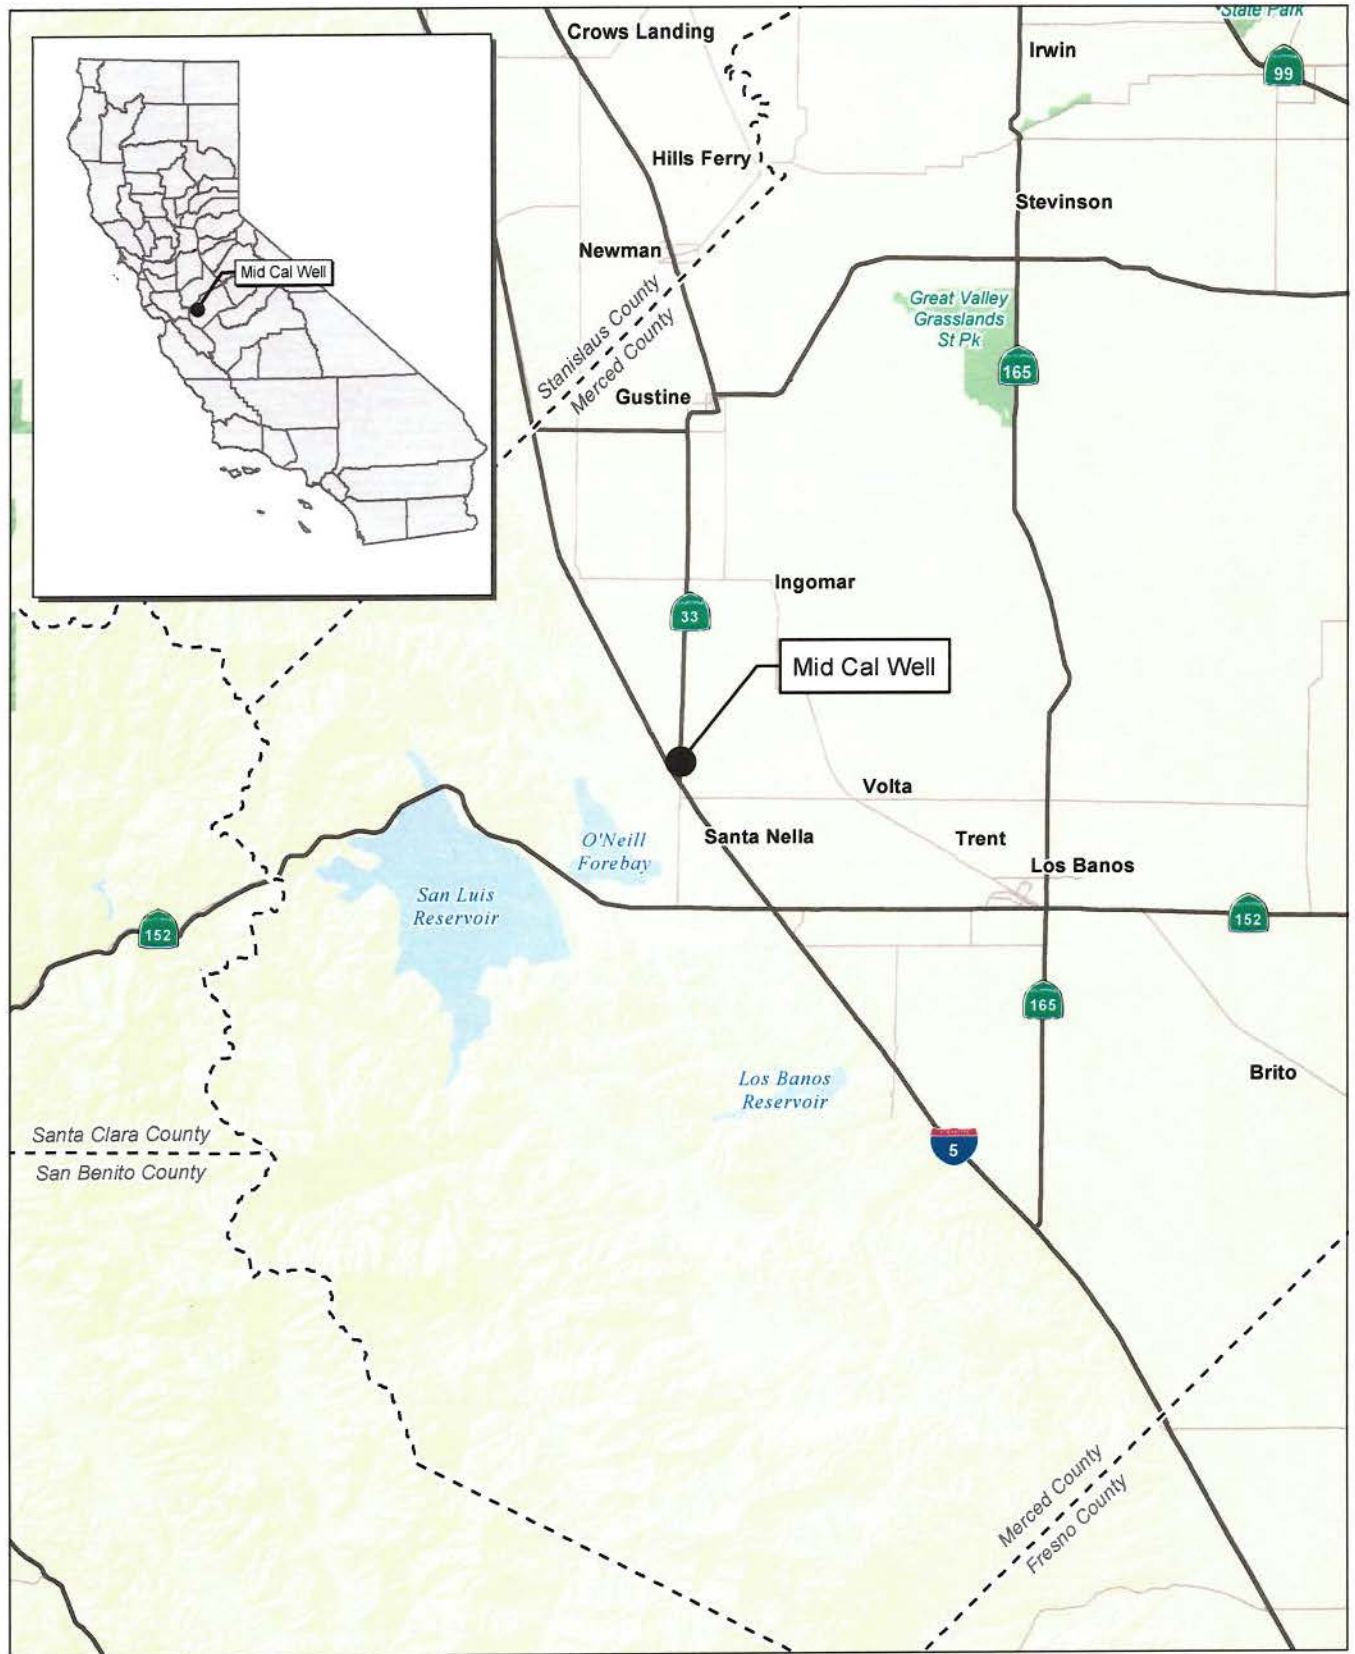 State Park
Crows Landing
Irwin
99
Hills Ferry
Stevinson
Newman
Mid Cal Well
Stanislaus County
Merced County
Great Valley
Grasslands
St Pk
165
Gustine
Ingomar
33
Mid Cal Well
Volta
Santa Nella
O'Neill
Forebay
Trent
Los Banos
San Luis
Reservoir
152
152
165
Los Banos
Reservoir
Brito
Santa Clara County
San Benito County
5
Merced County
Fresno County